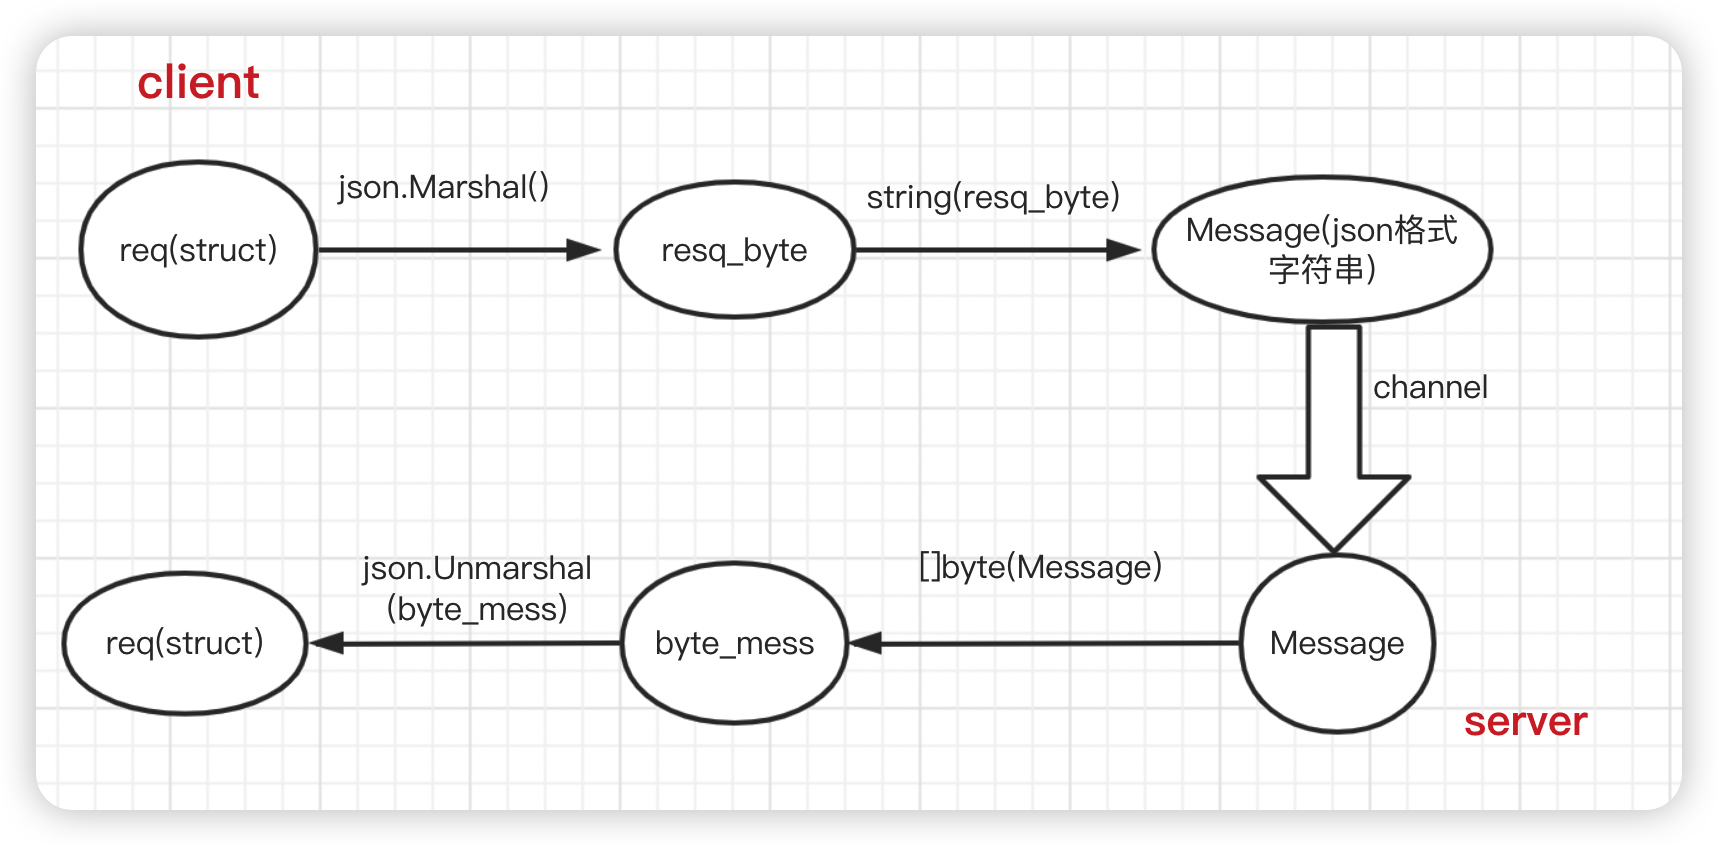 client
json.Marshal()
string(resq_byte)
req(struct)
resq_byte
Message(json格式
字符串)
channel
json.Unmarshal
(byte_mess)
[]byte(Message)
req(struct)
byte_mess
Message
server